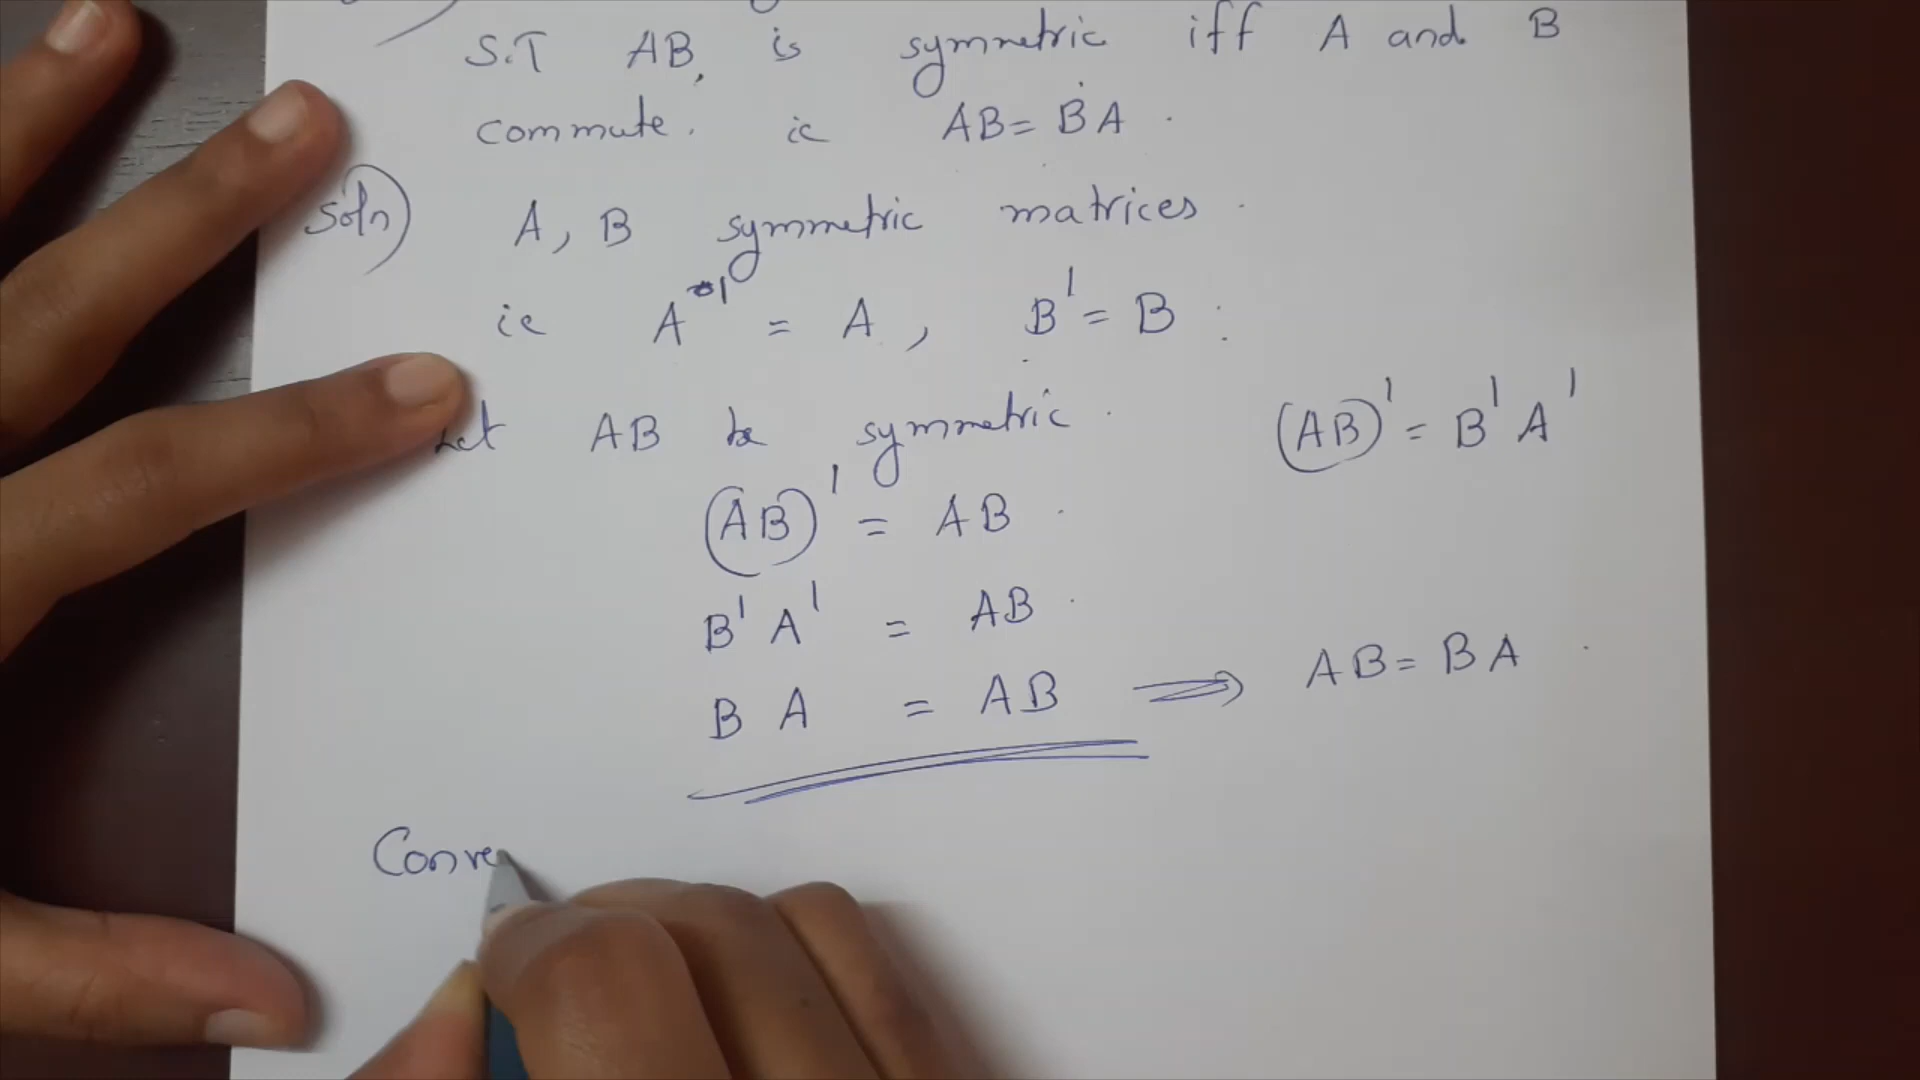 S.T AB, is symmetric iff A and B
commute. ie AB = BA.
Soln) A, B symmetric matrices.
ie A' = A, B' = B.
Let AB be symmetric. (AB)' = B'A'
(AB)' = AB.
B'A' = AB.
BA = AB ⇒ AB = BA.
Conve